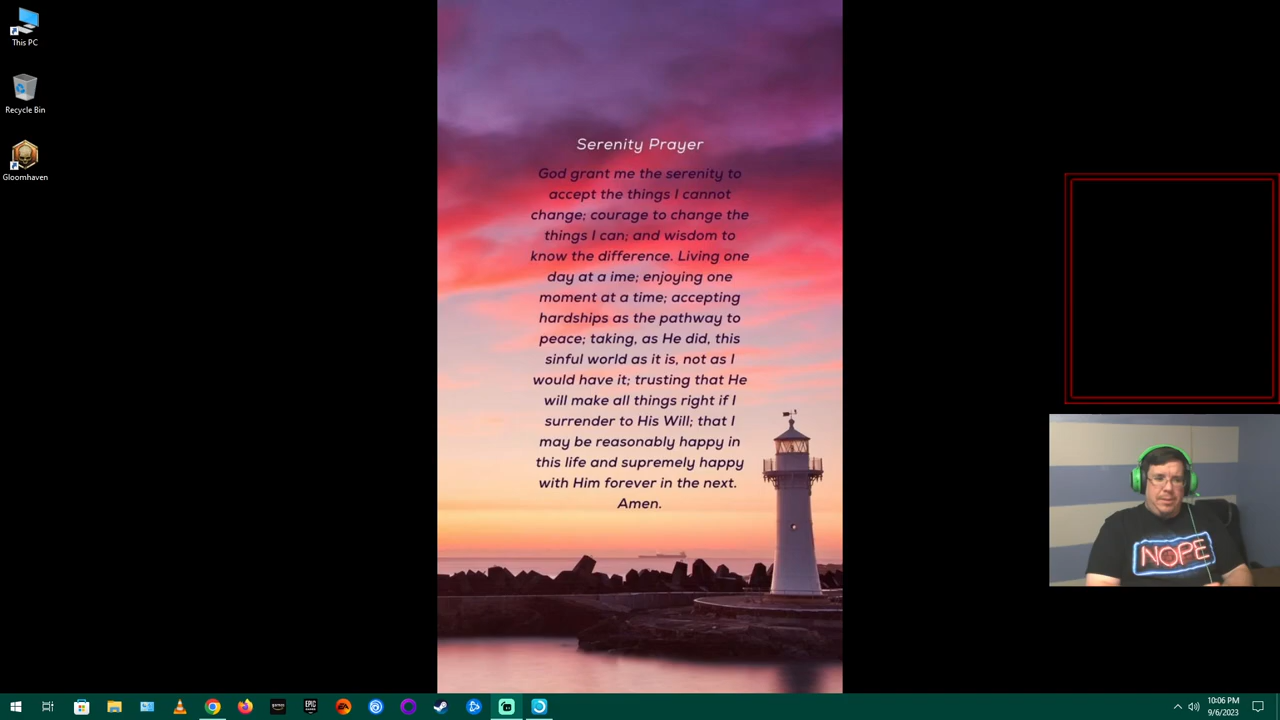 This PC
Recycle Bin
Gloomhaven
Serenity Prayer
God grant me the serenity to
accept the things I cannot
change; courage to change the
things I can; and wisdom to
know the difference. Living one
day at a ime; enjoying one
moment at a time; accepting
hardships as the pathway to
peace; taking, as He did, this
sinful world as it is, not as I
would have it; trusting that He
will make all things right if I
surrender to His Will; that I
may be reasonably happy in
this life and supremely happy
with Him forever in the next.
Amen.
NOPE
EPIC
GAMES
EA
10:06 PM
9/6/2023